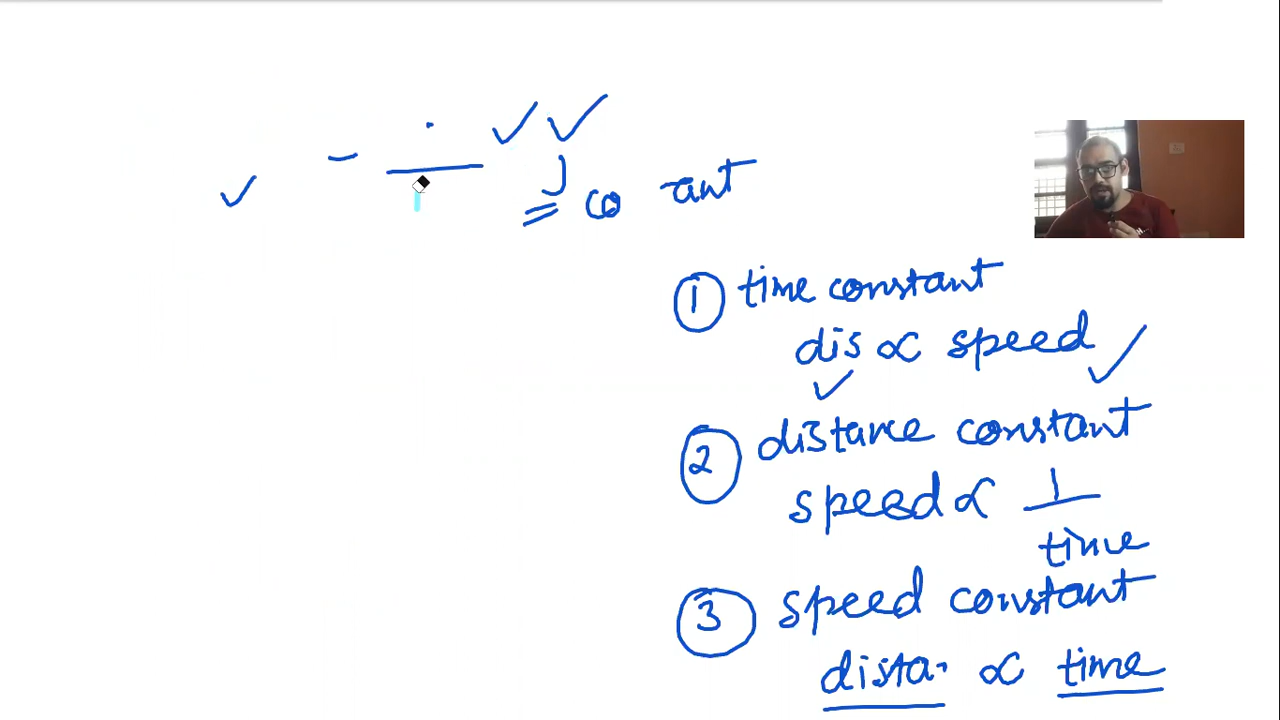 co ant
① time constant
dis ∝ speed
② distance constant
speed ∝ 1
time
③ speed constant
dista ∝ time